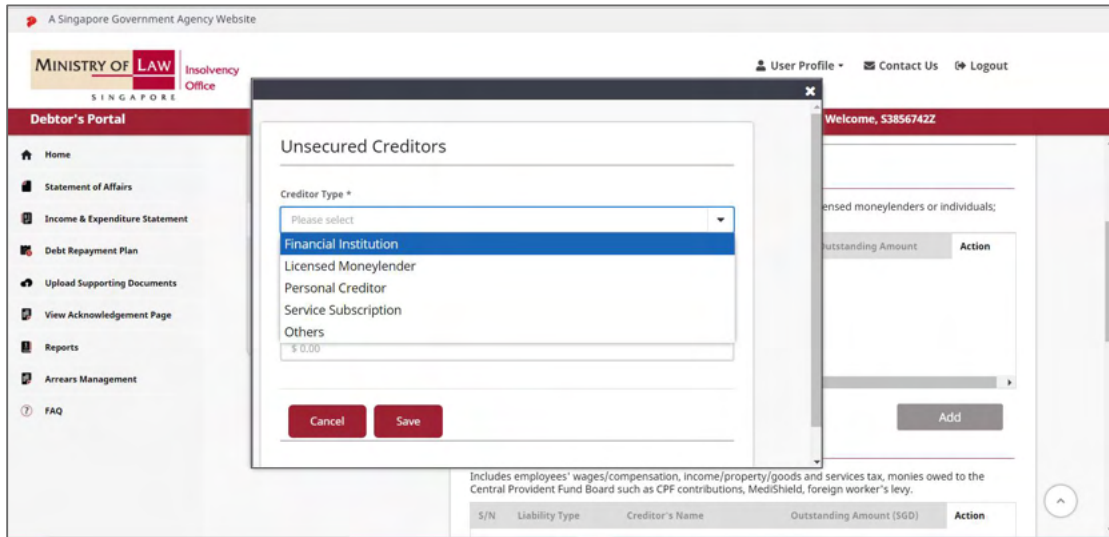 A Singapore Government Agency Website
MINISTRY OF LAW
SINGAPORE
Insolvency
Office
User Profile
Contact Us
Logout
Debtor's Portal
Welcome, S3856742Z
Home
Statement of Affairs
Income & Expenditure Statement
Debt Repayment Plan
Upload Supporting Documents
View Acknowledgement Page
Reports
Arrears Management
FAQ
Unsecured Creditors
Creditor Type *
Please select
Financial Institution
Licensed Moneylender
Personal Creditor
Service Subscription
Others
$ 0.00
Cancel Save
moneylenders or individuals;
Outstanding Amount Action
Add
Includes employees' wages/compensation, income/property/goods and services tax, monies owed to the
Central Provident Fund Board such as CPF contributions, MediShield, foreign worker's levy.
S/N Liability Type Creditor's Name Outstanding Amount (SGD) Action